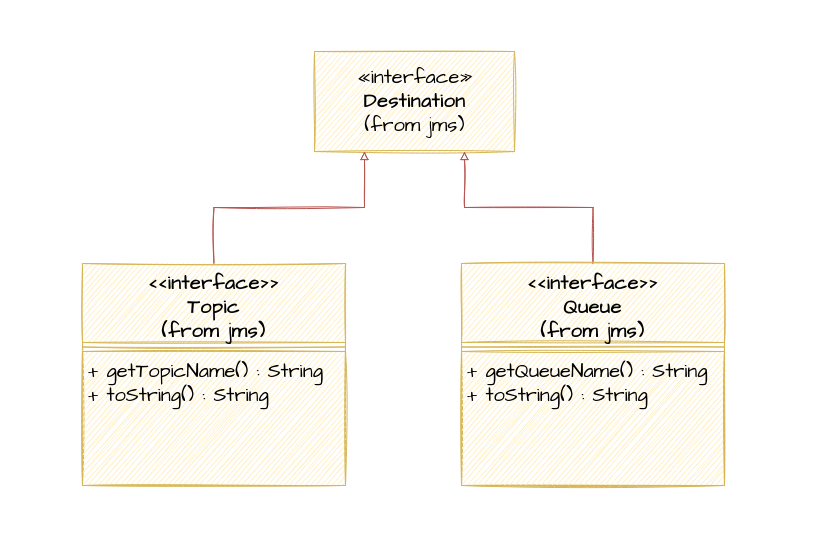 «interface»
Destination
(from jms)
<<interface>>
Topic
(from jms)
+ getTopicName() : String
+ toString() : String
<<interface>>
Queue
(from jms)
+ getQueueName() : String
+ toString() : String